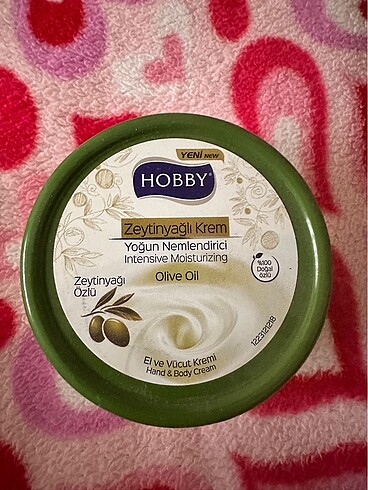 YENİ NEW
HOBBY®
Zeytinyağlı Krem
Yoğun Nemlendirici
Intensive Moisturizing
Olive Oil
%100
Doğal
özlü
Zeytinyağı
Özlü
1223121218
El ve Vücut Kremi
Hand & Body Cream